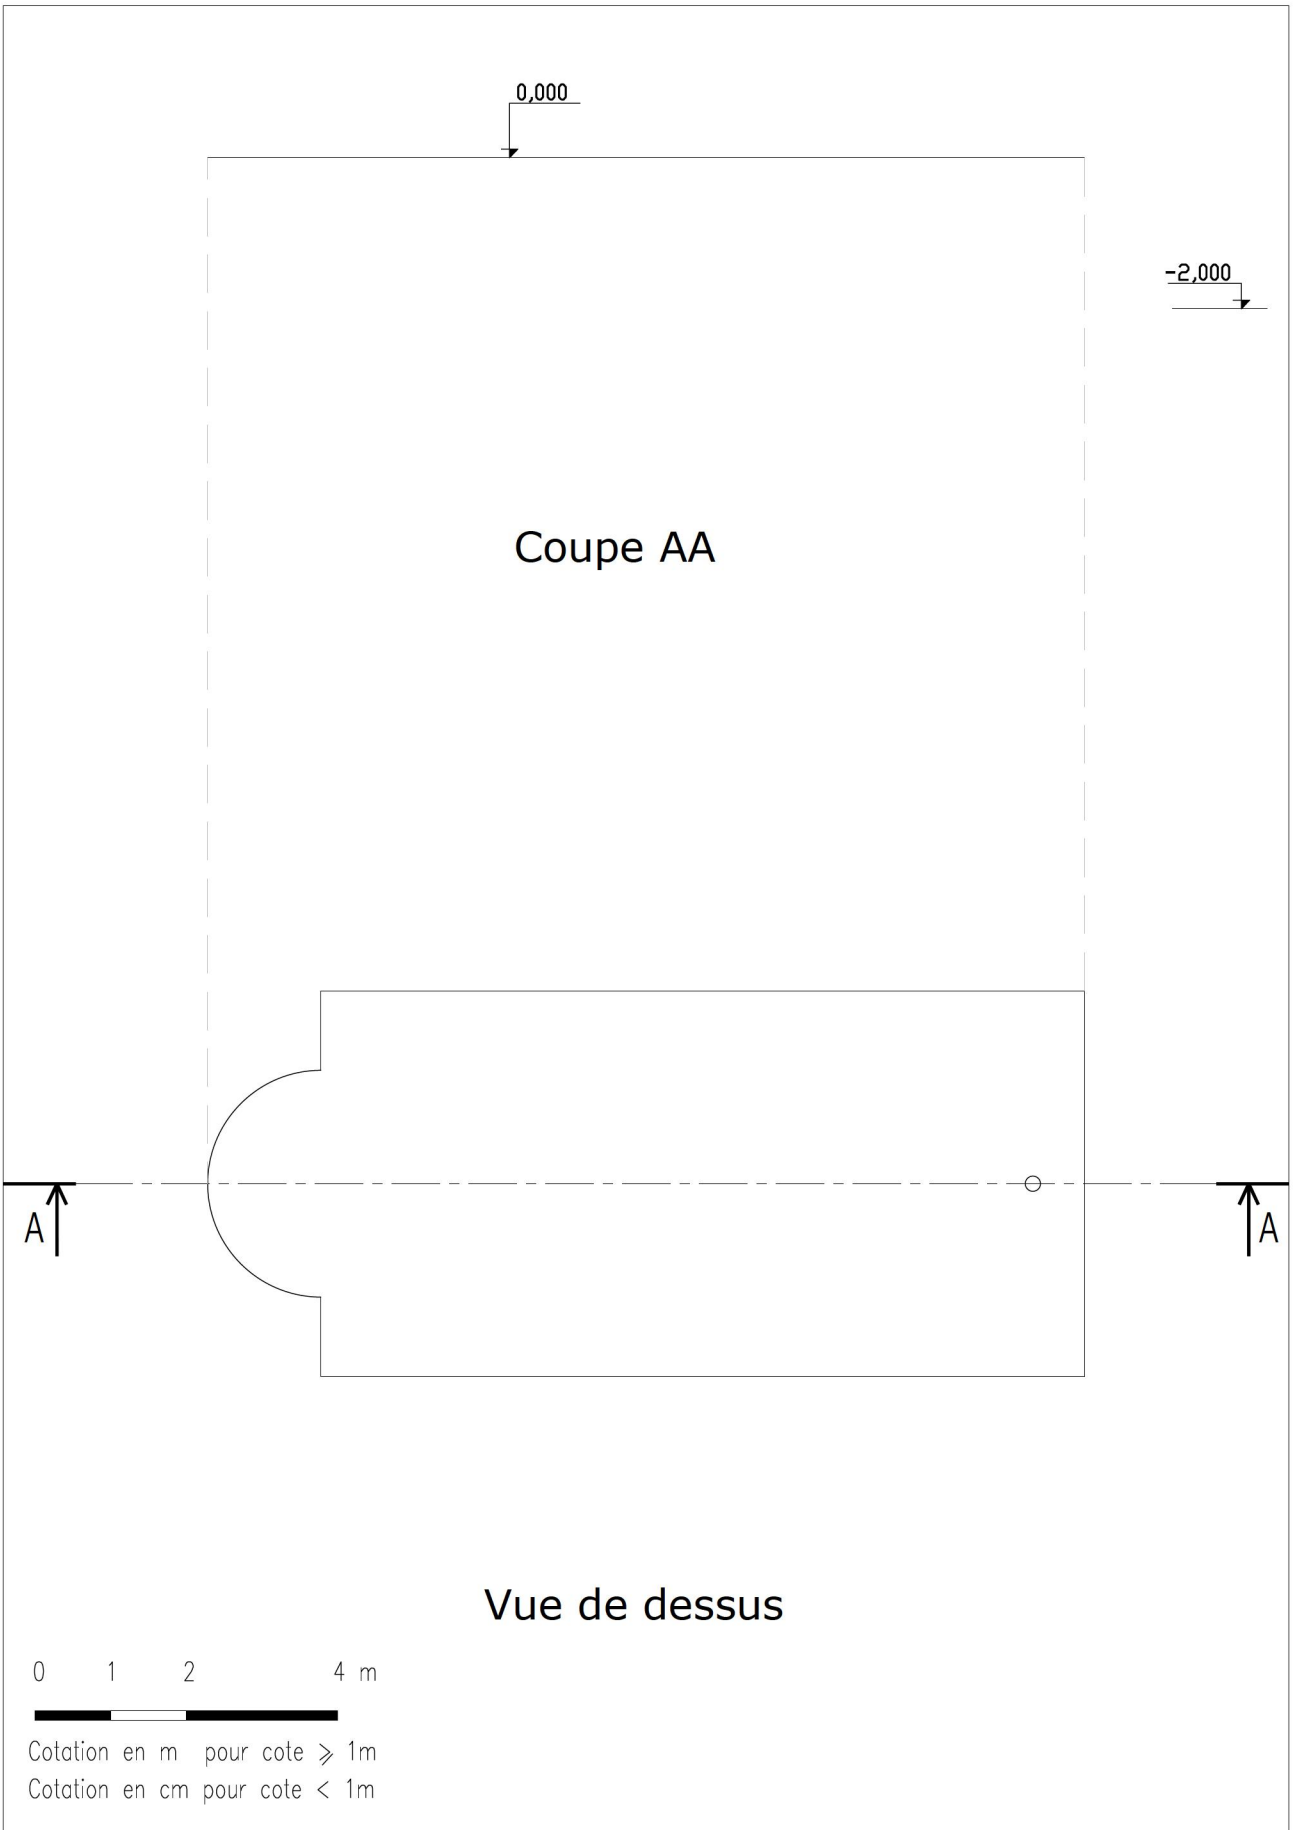 0,000
-2,000
Coupe AA
A
A
Vue de dessus
0 1 2 4 m
Cotation en m pour cote ⩾ 1m
Cotation en cm pour cote < 1m